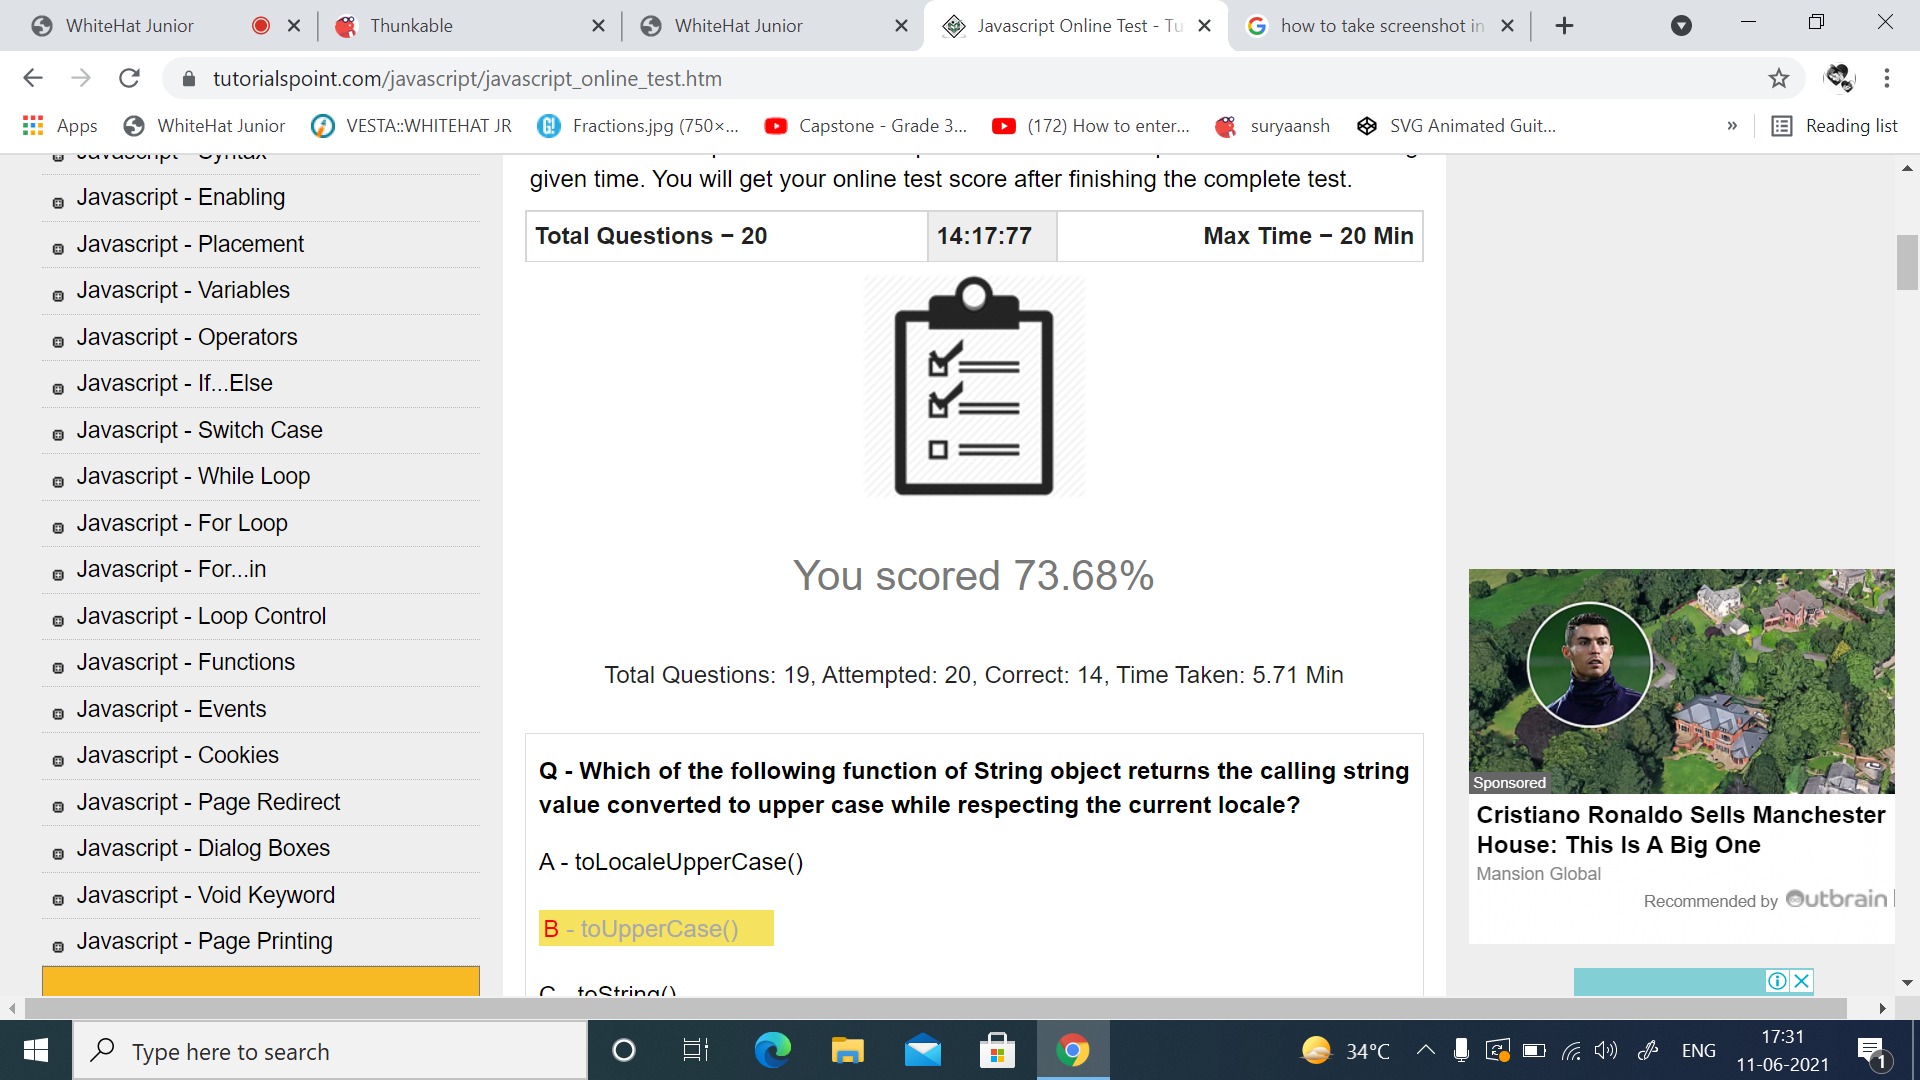 WhiteHat Junior
Thunkable
WhiteHat Junior
Javascript Online Test - Tu
how to take screenshot in
tutorialspoint.com/javascript/javascript_online_test.htm
Apps
WhiteHat Junior
VESTA::WHITEHAT JR
Fractions.jpg (750×...
Capstone - Grade 3...
(172) How to enter...
suryaansh
SVG Animated Guit...
»
Reading list
Javascript - Syntax
Javascript - Enabling
Javascript - Placement
Javascript - Variables
Javascript - Operators
Javascript - If...Else
Javascript - Switch Case
Javascript - While Loop
Javascript - For Loop
Javascript - For...in
Javascript - Loop Control
Javascript - Functions
Javascript - Events
Javascript - Cookies
Javascript - Page Redirect
Javascript - Dialog Boxes
Javascript - Void Keyword
Javascript - Page Printing
given time. You will get your online test score after finishing the complete test.
Total Questions − 20
14:17:77
Max Time − 20 Min
You scored 73.68%
Total Questions: 19, Attempted: 20, Correct: 14, Time Taken: 5.71 Min
Q - Which of the following function of String object returns the calling string
value converted to upper case while respecting the current locale?
A - toLocaleUpperCase()
B - toUpperCase()
C - toString()
Sponsored
Cristiano Ronaldo Sells Manchester
House: This Is A Big One
Mansion Global
Recommended by Outbrain
Type here to search
34°C
ENG
17:31
11-06-2021
1